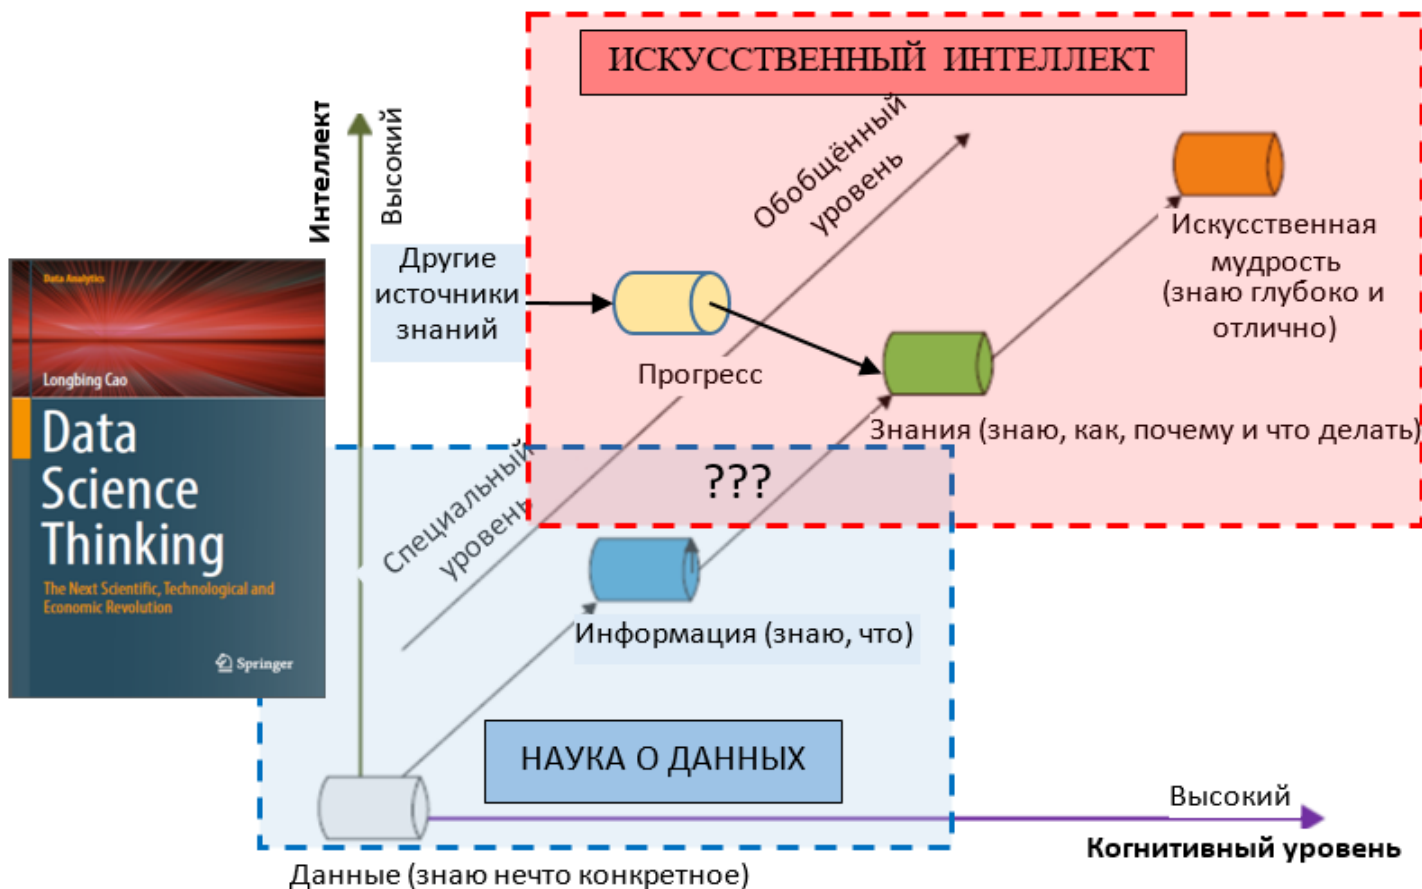 ИСКУССТВЕННЫЙ ИНТЕЛЛЕКТ
Интеллект
Высокий
Обобщённый
уровень
Искусственная
мудрость
(знаю глубоко и
отлично)
Другие
источники
знаний
Прогресс
Знания (знаю, как, почему и что делать)
Data Analytics
Longbing Cao
Data
Science
Thinking
The Next Scientific, Technological and
Economic Revolution
Springer
Специальный
уровень
???
Информация (знаю, что)
НАУКА О ДАННЫХ
Высокий
Когнитивный уровень
Данные (знаю нечто конкретное)